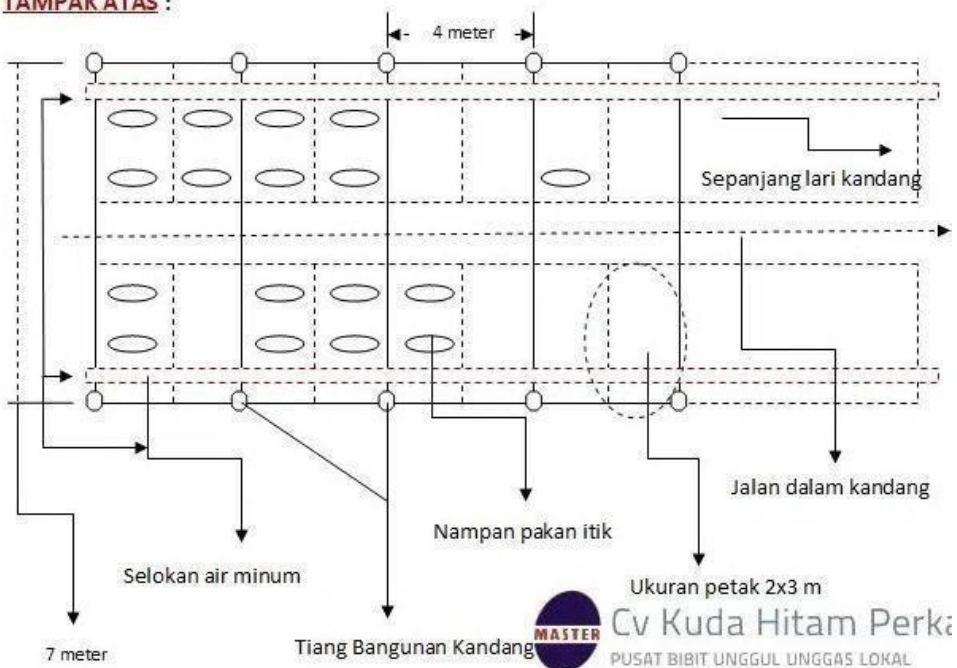 TAMPAK ATAS :
4 meter
Sepanjang lari kandang
Jalan dalam kandang
Nampan pakan itik
Selokan air minum
Ukuran petak 2x3 m
Tiang Bangunan Kandang
7 meter
MASTER
Cv Kuda Hitam Perka
PUSAT BIBIT UNGGUL UNGGAS LOKAL